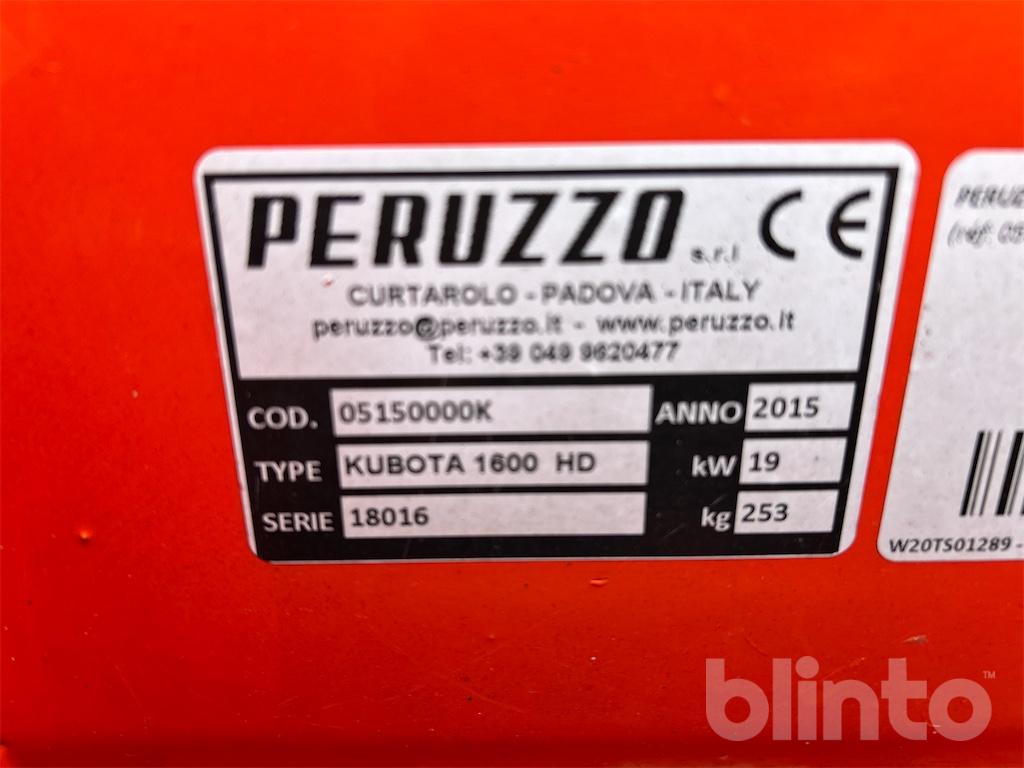 PERUZZO s.r.l CE
CURTAROLO - PADOVA - ITALY
peruzzo@peruzzo.it - www.peruzzo.it
Tel: +39 049 9620477
COD. 05150000K ANNO 2015
TYPE KUBOTA 1600 HD kW 19
SERIE 18016 kg 253
W20TS01289 -
blinto™